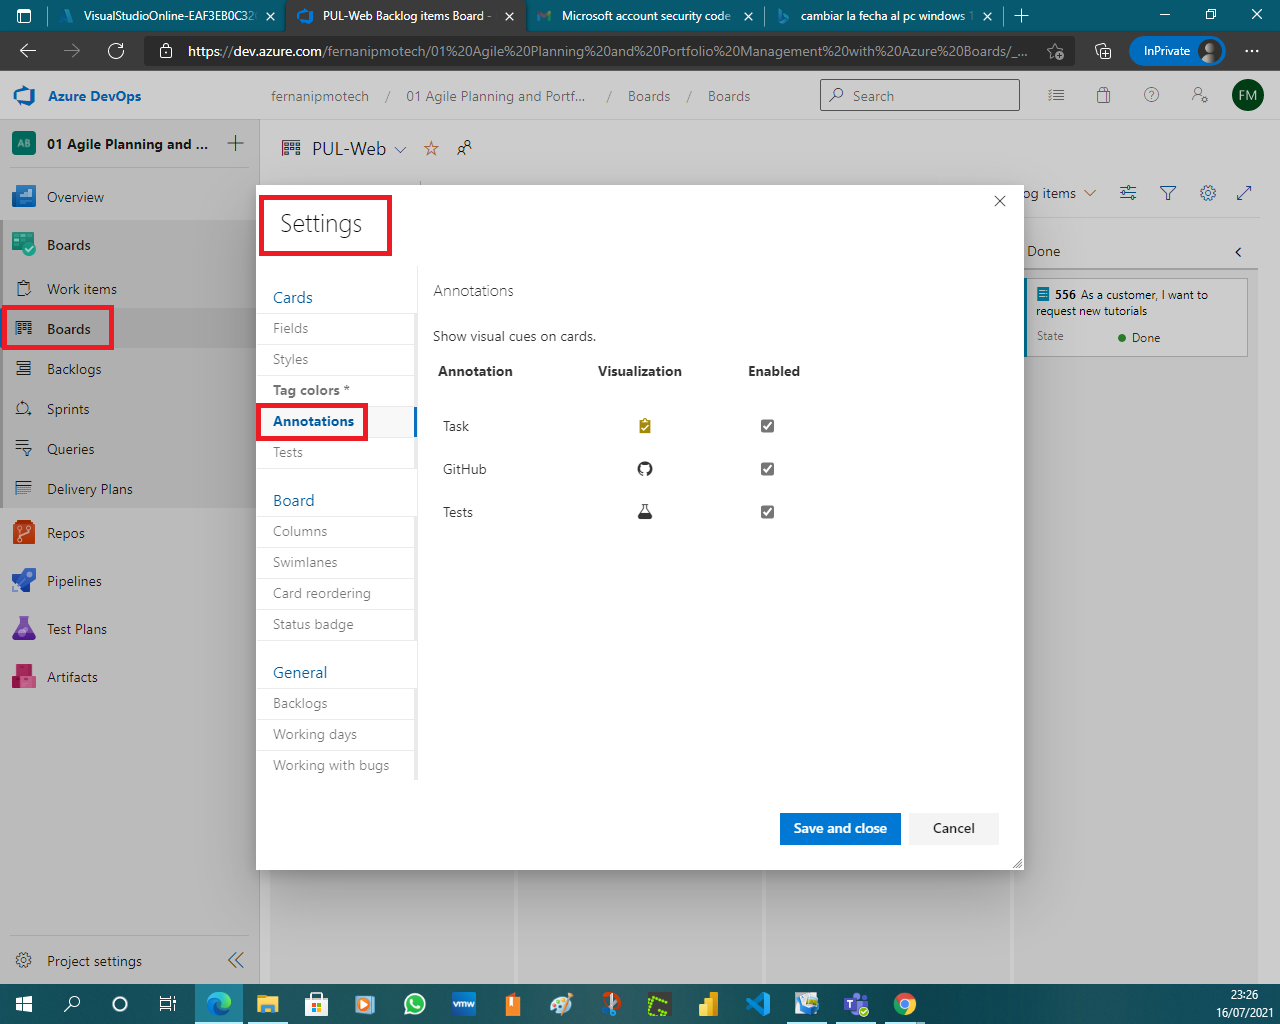 VisualStudioOnline-EAF3EB0C32
PUL-Web Backlog items Board -
Microsoft account security code
cambiar la fecha al pc windows 1
https://dev.azure.com/fernanipmotech/01%20Agile%20Planning%20and%20Portfolio%20Management%20with%20Azure%20Boards/_...
InPrivate
Azure DevOps
fernanipmotech / 01 Agile Planning and Portf... / Boards / Boards
Search
FM
AB
01 Agile Planning and ...
PUL-Web
Overview
Boards
Work items
Boards
Backlogs
Sprints
Queries
Delivery Plans
Repos
Pipelines
Test Plans
Artifacts
Project settings
og items
Done
556 As a customer, I want to
request new tutorials
State
Done
Settings
Cards
Fields
Styles
Tag colors *
Annotations
Tests
Board
Columns
Swimlanes
Card reordering
Status badge
General
Backlogs
Working days
Working with bugs
Annotations
Show visual cues on cards.
Annotation Visualization Enabled
Task
GitHub
Tests
Save and close
Cancel
vmw
23:26
16/07/2021